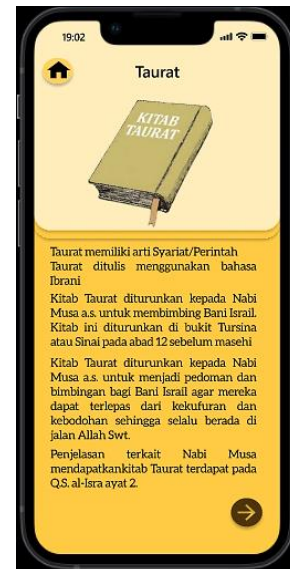 19:02
Taurat
KITAB
TAURAT
Taurat memiliki arti Syariat/Perintah
Taurat ditulis menggunakan bahasa
Ibrani
Kitab Taurat diturunkan kepada Nabi
Musa a.s. untuk membimbing Bani Israil.
Kitab ini diturunkan di bukit Tursina
atau Sinai pada abad 12 sebelum masehi
Kitab Taurat diturunkan kepada Nabi
Musa a.s. untuk menjadi pedoman dan
bimbingan bagi Bani Israil agar mereka
dapat terlepas dari kekufuran dan
kebodohan sehingga selalu berada di
jalan Allah Swt.
Penjelasan terkait Nabi Musa
mendapatkankitab Taurat terdapat pada
Q.S. al-Isra ayat 2.